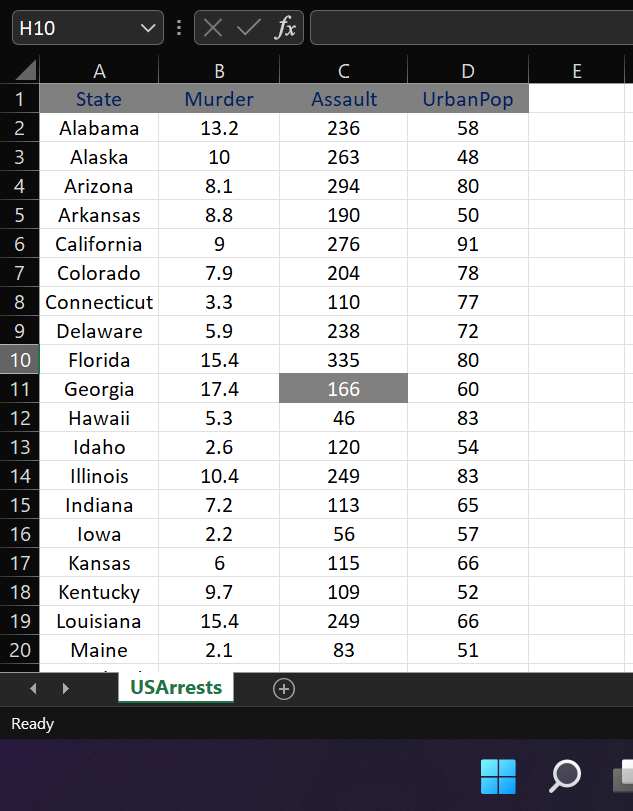 H10 fx
A B C D E
1 State Murder Assault UrbanPop
2 Alabama 13.2 236 58
3 Alaska 10 263 48
4 Arizona 8.1 294 80
5 Arkansas 8.8 190 50
6 California 9 276 91
7 Colorado 7.9 204 78
8 Connecticut 3.3 110 77
9 Delaware 5.9 238 72
10 Florida 15.4 335 80
11 Georgia 17.4 166 60
12 Hawaii 5.3 46 83
13 Idaho 2.6 120 54
14 Illinois 10.4 249 83
15 Indiana 7.2 113 65
16 Iowa 2.2 56 57
17 Kansas 6 115 66
18 Kentucky 9.7 109 52
19 Louisiana 15.4 249 66
20 Maine 2.1 83 51
USArrests
Ready